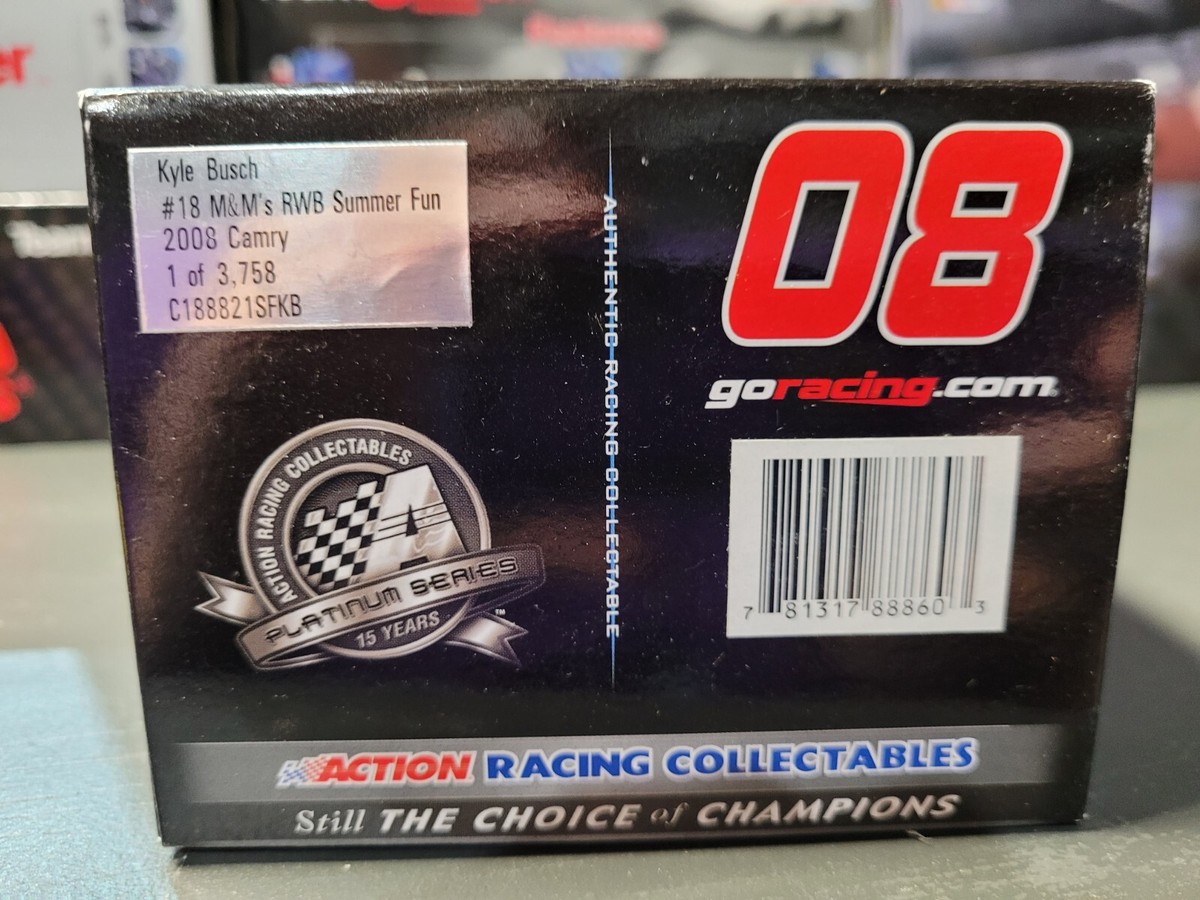 Kyle Busch
#18 M&M's RWB Summer Fun
2008 Camry
1 of 3,758
C188821SFKB
AUTHENTIC RACING COLLECTABLE
08
goracing.com
7 81317 88860 3
ACTION RACING COLLECTABLES
A
PLATINUM SERIES™
15 YEARS
ACTION RACING COLLECTABLES
Still THE CHOICE of CHAMPIONS